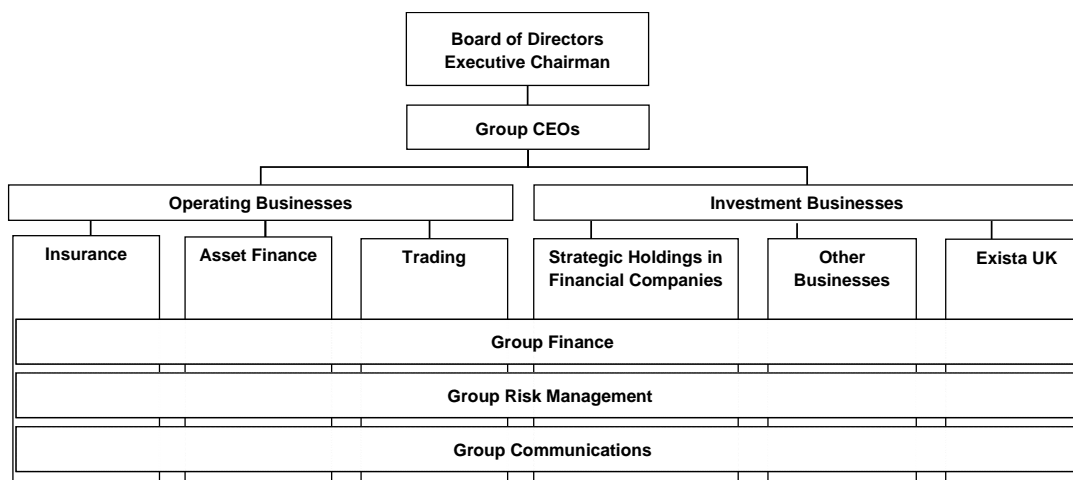 Board of Directors
Executive Chairman
Group CEOs
Operating Businesses
Investment Businesses
Insurance
Asset Finance
Trading
Strategic Holdings in
Financial Companies
Other
Businesses
Exista UK
Group Finance
Group Risk Management
Group Communications